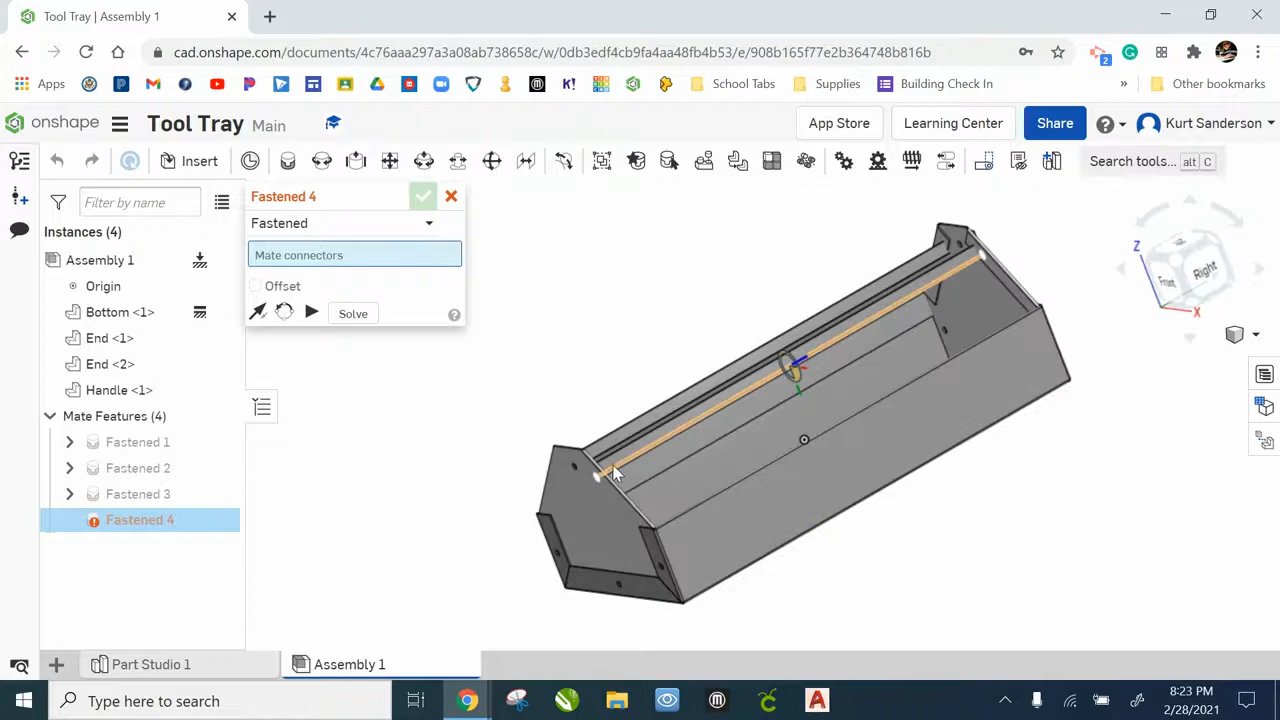 Tool Tray | Assembly 1
cad.onshape.com/documents/4c76aaa297a3a08ab738658c/w/0db3edf4cb9fa4aa48fb4b53/e/908b165f77e2b364748b816b
2
Apps
K!
School Tabs
Supplies
Building Check In
»
Other bookmarks
onshape
Tool Tray Main
App Store
Learning Center
Share
Kurt Sanderson
Insert
Search tools... alt C
Filter by name
Fastened 4
Fastened
Instances (4)
Mate connectors
Assembly 1
Offset
Origin
Bottom <1>
Solve
End <1>
End <2>
Handle <1>
Mate Features (4)
Fastened 1
Fastened 2
Fastened 3
Fastened 4
Z
Front
Right
X
Part Studio 1
Assembly 1
Type here to search
8:23 PM
2/28/2021